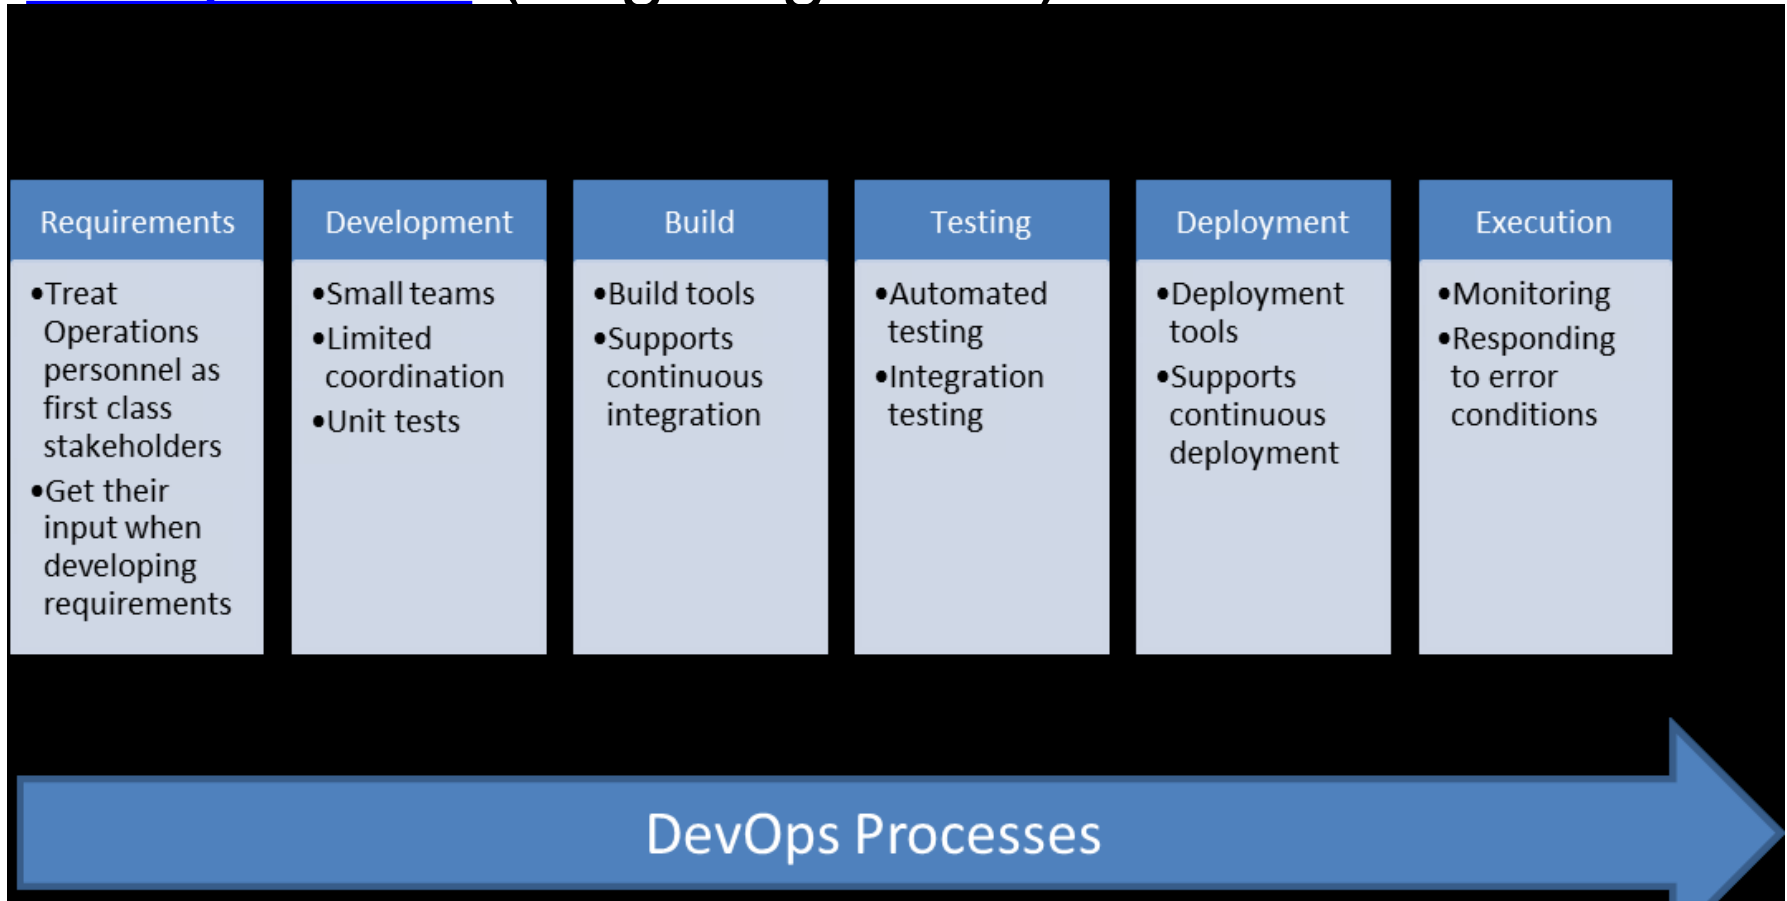 Requirements
•Treat
Operations
personnel as
first class
stakeholders
•Get their
input when
developing
requirements
Development
•Small teams
•Limited
coordination
•Unit tests
Build
•Build tools
•Supports
continuous
integration
Testing
•Automated
testing
•Integration
testing
Deployment
•Deployment
tools
•Supports
continuous
deployment
Execution
•Monitoring
•Responding
to error
conditions
DevOps Processes